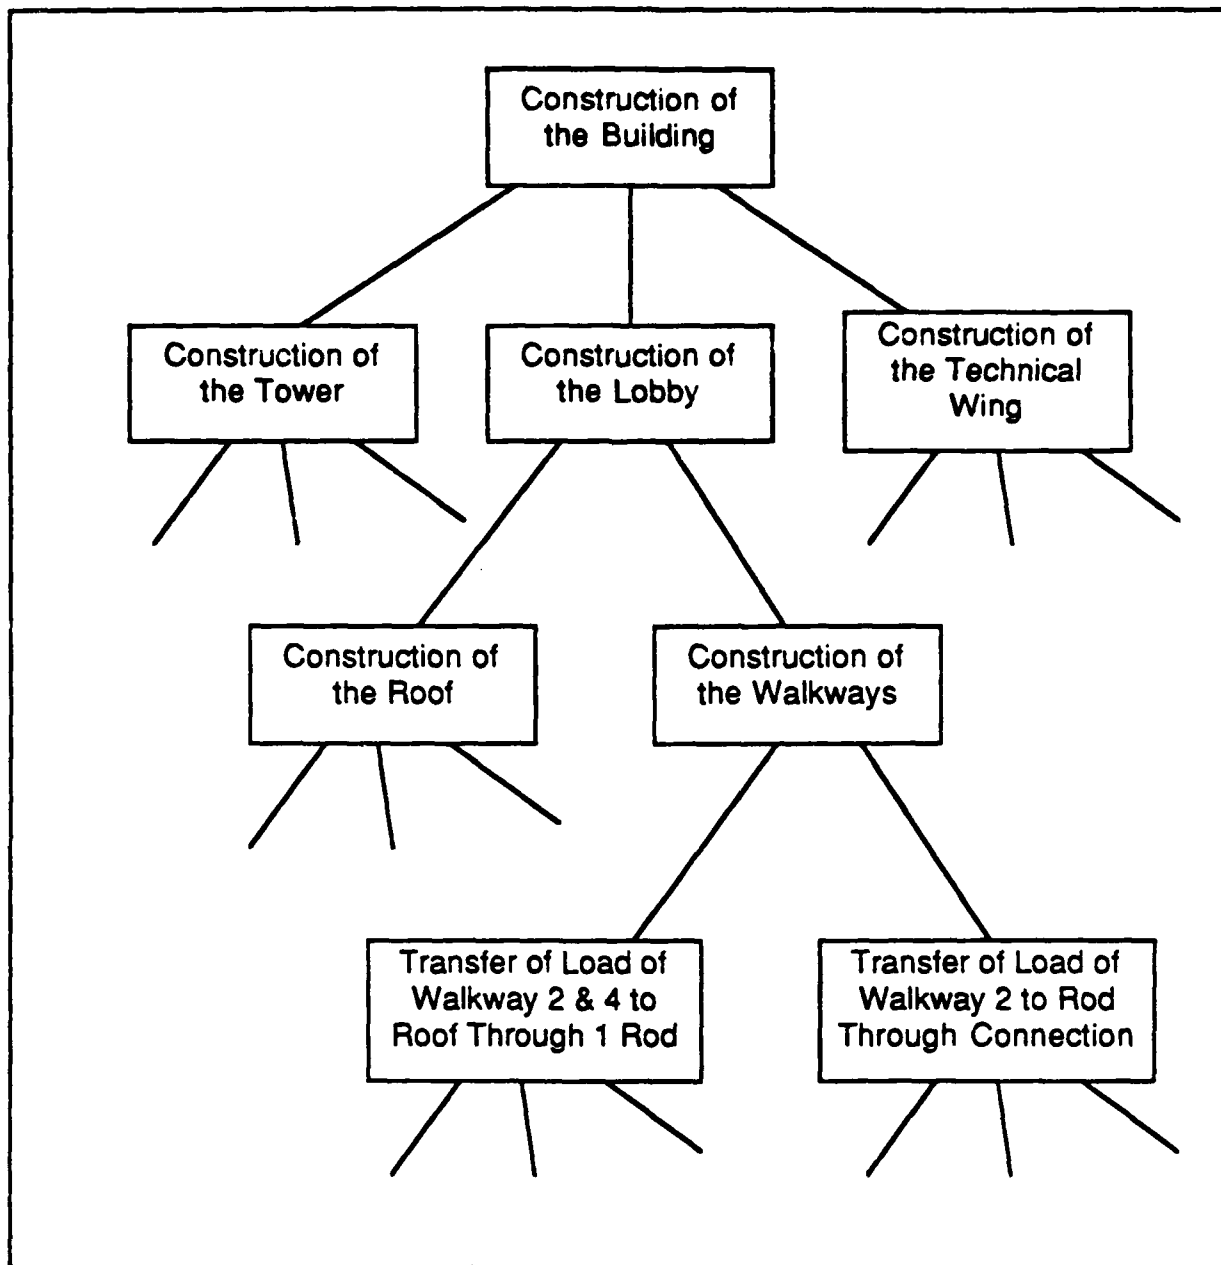 Construction of
the Building
Construction of
the Tower
Construction of
the Lobby
Construction of
the Technical
Wing
Construction of
the Roof
Construction of
the Walkways
Transfer of Load of
Walkway 2 & 4 to
Roof Through 1 Rod
Transfer of Load of
Walkway 2 to Rod
Through Connection